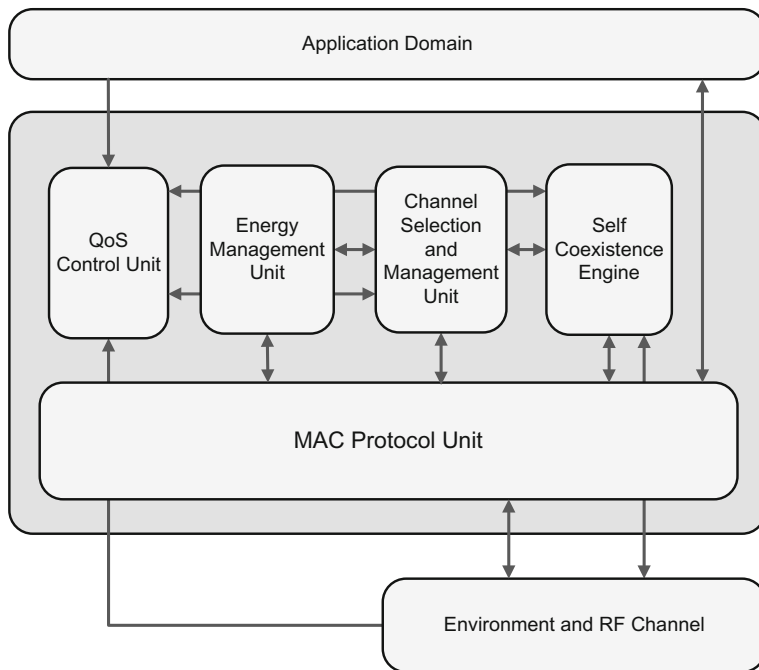 Application Domain
QoS
Control Unit
Energy
Management
Unit
Channel
Selection
and
Management
Unit
Self
Coexistence
Engine
MAC Protocol Unit
Environment and RF Channel